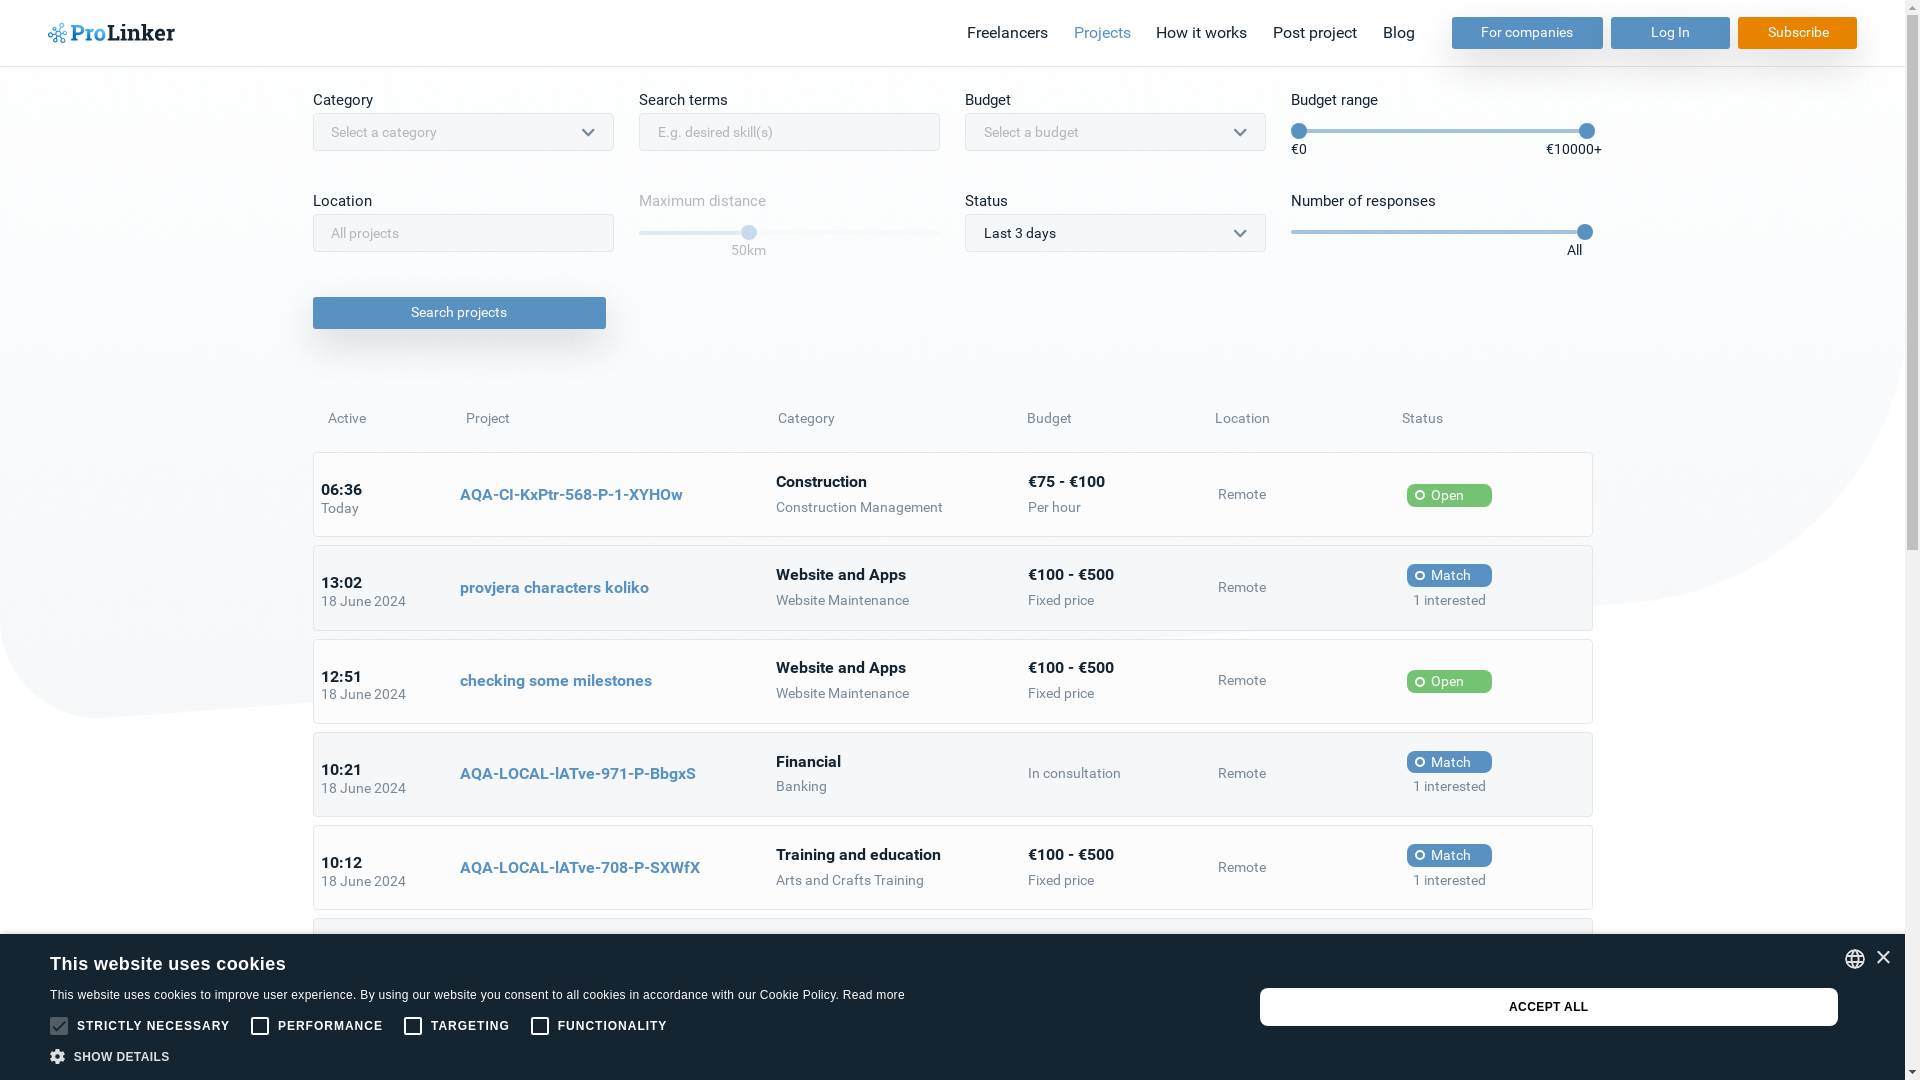 ProLinker
Freelancers
Projects
How it works
Post project
Blog
For companies
Log In
Subscribe
Category
Search terms
Budget
Budget range
Select a category
E.g. desired skill(s)
Select a budget
€0
€10000+
Location
Maximum distance
Status
Number of responses
All projects
50km
Last 3 days
All
Search projects
Active
Project
Category
Budget
Location
Status
06:36
Today
AQA-CI-KxPtr-568-P-1-XYHOw
Construction
Construction Management
€75 - €100
Per hour
Remote
Open
13:02
18 June 2024
provjera characters koliko
Website and Apps
Website Maintenance
€100 - €500
Fixed price
Remote
Match
1 interested
12:51
18 June 2024
checking some milestones
Website and Apps
Website Maintenance
€100 - €500
Fixed price
Remote
Open
10:21
18 June 2024
AQA-LOCAL-lATve-971-P-BbgxS
Financial
Banking
In consultation
Remote
Match
1 interested
10:12
18 June 2024
AQA-LOCAL-lATve-708-P-SXWfX
Training and education
Arts and Crafts Training
€100 - €500
Fixed price
Remote
Match
1 interested
This website uses cookies
This website uses cookies to improve user experience. By using our website you consent to all cookies in accordance with our Cookie Policy. Read more
STRICTLY NECESSARY
PERFORMANCE
TARGETING
FUNCTIONALITY
SHOW DETAILS
ACCEPT ALL